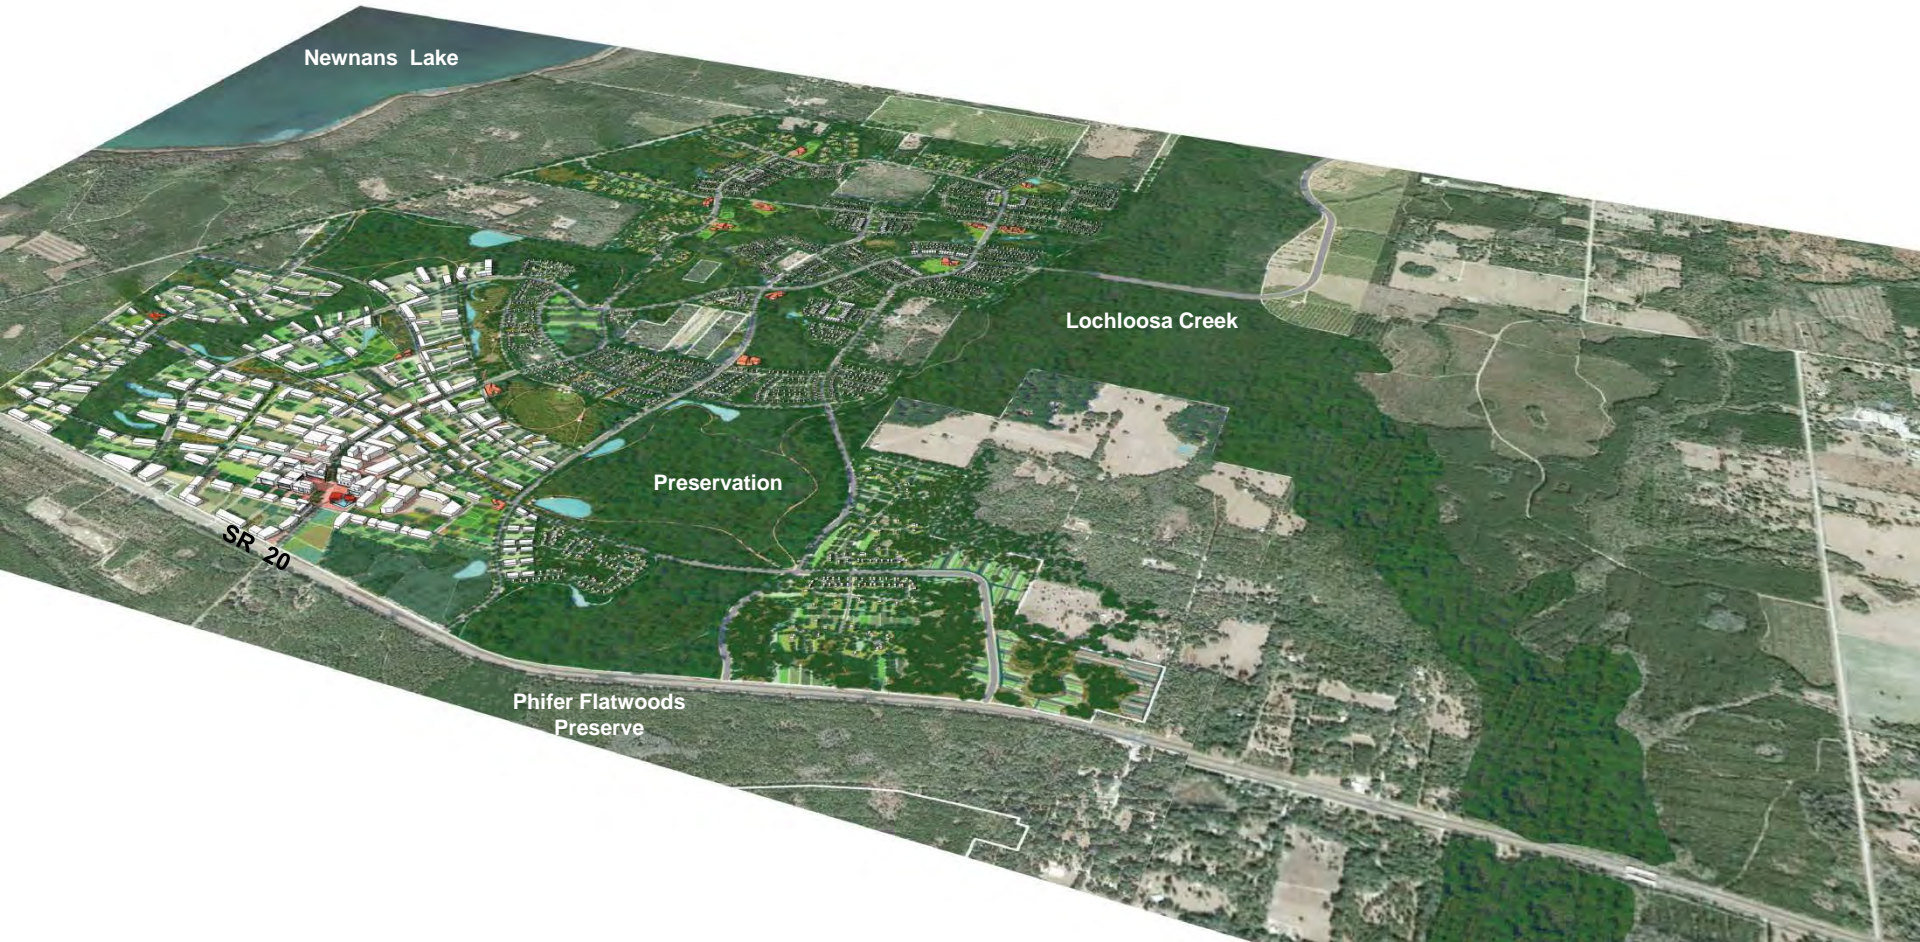 Newnans Lake
Lochloosa Creek
Preservation
SR 20
Phifer Flatwoods
Preserve